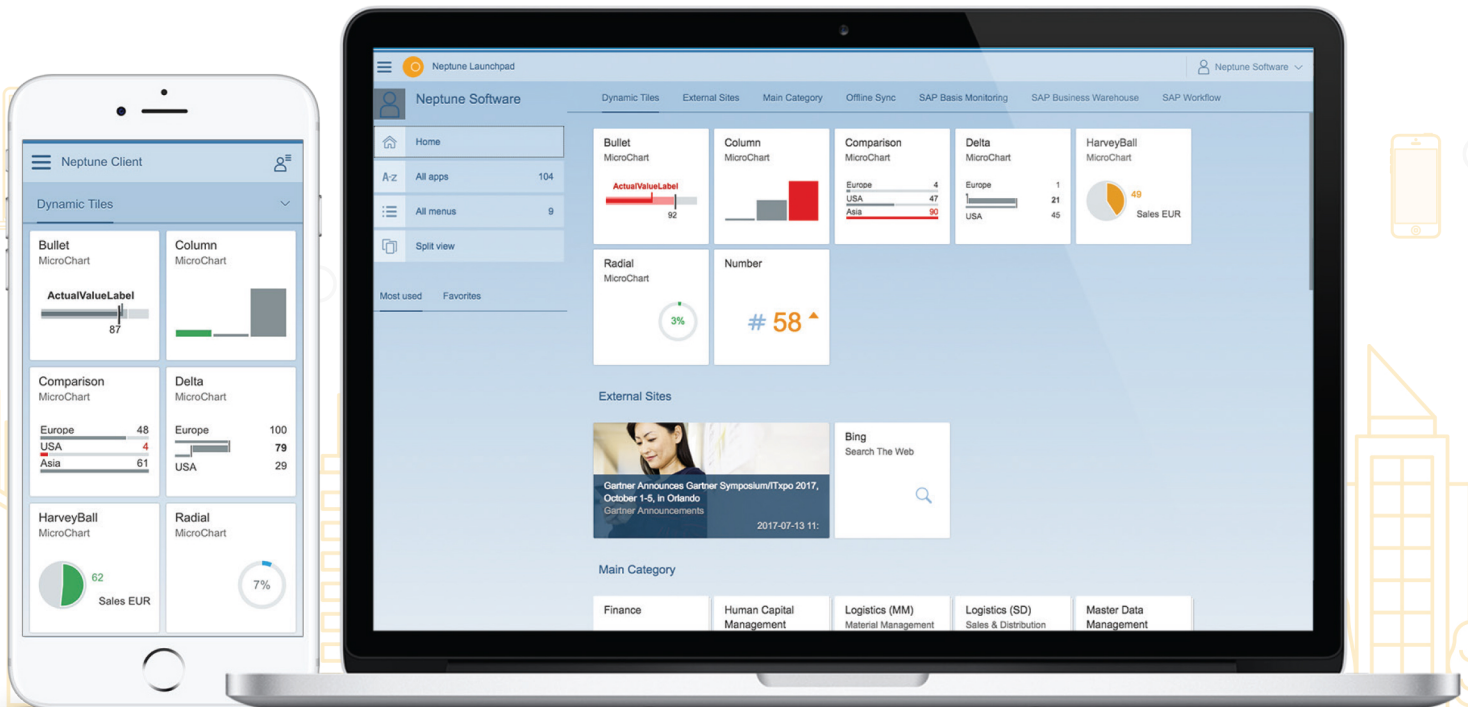 Neptune Client
Dynamic Tiles
Bullet
MicroChart
ActualValueLabel
87
Column
MicroChart
Comparison
MicroChart
Europe 48
USA 4
Asia 61
Delta
MicroChart
Europe 100
79
USA 29
HarveyBall
MicroChart
62
Sales EUR
Radial
MicroChart
7%
Neptune Launchpad
Neptune Software
Neptune Software
Home
A-z All apps 104
All menus 9
Split view
Most used Favorites
Dynamic Tiles External Sites Main Category Offline Sync SAP Basis Monitoring SAP Business Warehouse SAP Workflow
Bullet
MicroChart
ActualValueLabel
92
Column
MicroChart
Comparison
MicroChart
Europe 4
USA 47
Asia 90
Delta
MicroChart
Europe 1
21
USA 45
HarveyBall
MicroChart
49
Sales EUR
Radial
MicroChart
3%
Number
# 58
External Sites
Gartner Announces Gartner Symposium/ITxpo 2017,
October 1-5, in Orlando
Gartner Announcements
2017-07-13 11:
Bing
Search The Web
Main Category
Finance
Human Capital
Management
Logistics (MM)
Material Management
Logistics (SD)
Sales & Distribution
Master Data
Management